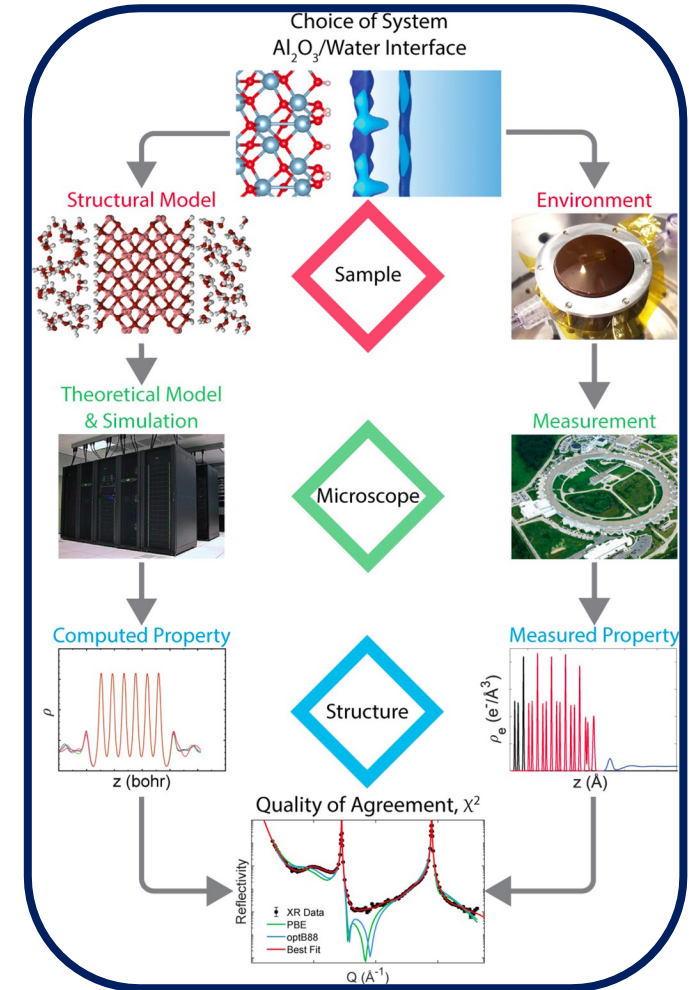 Choice of System
Al₂O₃/Water Interface
Structural Model
Environment
Sample
Theoretical Model
& Simulation
Measurement
Microscope
Computed Property
Measured Property
ρ
z (bohr)
Structure
ρₑ (e⁻/Å³)
z (Å)
Quality of Agreement, χ²
Reflectivity
XR Data
PBE
optB88
Best Fit
Q (Å⁻¹)